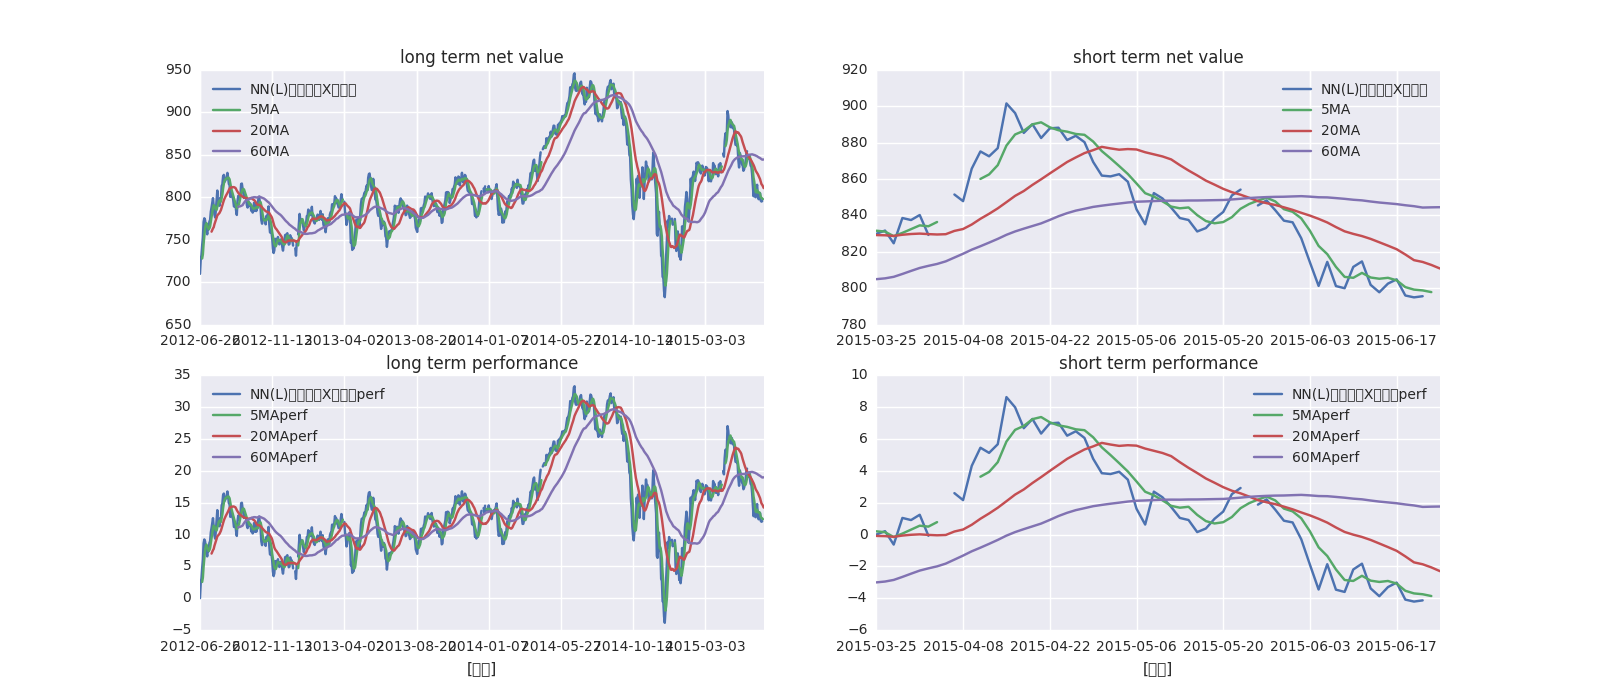 long term net value
950
900
850
800
750
700
650
NN(L)
X
5MA
20MA
60MA
2012-06-26
2012-11-13
2013-04-02
2013-08-20
2014-01-07
2014-05-27
2014-10-14
2015-03-03
short term net value
920
900
880
860
840
820
800
780
NN(L)
X
5MA
20MA
60MA
2015-03-25
2015-04-08
2015-04-22
2015-05-06
2015-05-20
2015-06-03
2015-06-17
long term performance
35
30
25
20
15
10
5
0
−5
NN(L)
X
perf
5MAperf
20MAperf
60MAperf
2012-06-26
2012-11-13
2013-04-02
2013-08-20
2014-01-07
2014-05-27
2014-10-14
2015-03-03
short term performance
10
8
6
4
2
0
−2
−4
−6
NN(L)
X
perf
5MAperf
20MAperf
60MAperf
2015-03-25
2015-04-08
2015-04-22
2015-05-06
2015-05-20
2015-06-03
2015-06-17